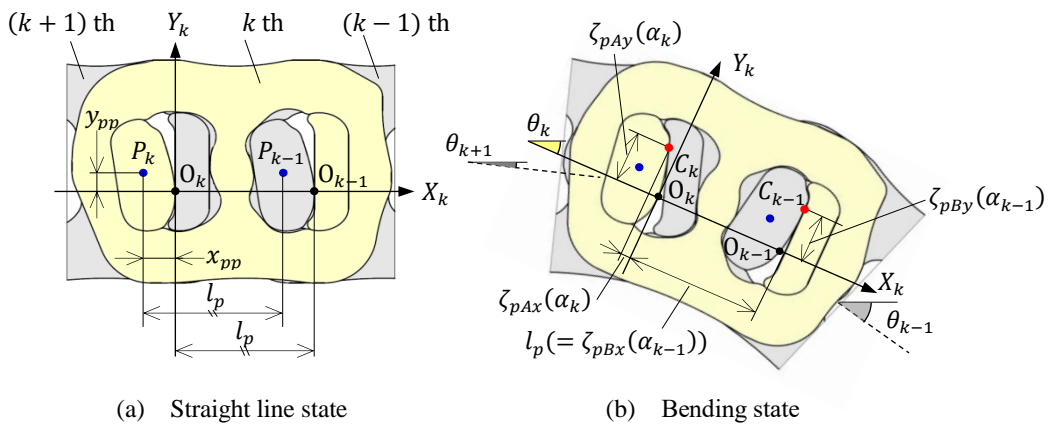 (k + 1) th
Y_k
k th
(k − 1) th
y_pp
P_k
O_k
P_{k−1}
O_{k−1}
X_k
x_pp
l_p
l_p
(a) Straight line state
ζ_pAy(α_k)
Y_k
θ_k
θ_{k+1}
C_k
O_k
C_{k−1}
ζ_pBy(α_{k−1})
O_{k−1}
X_k
ζ_pAx(α_k)
θ_{k−1}
l_p(= ζ_pBx(α_{k−1}))
(b) Bending state